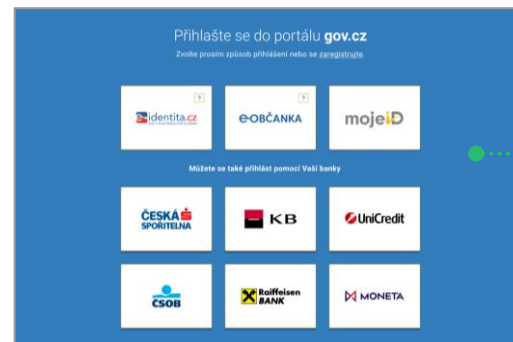 Přihlašte se do portálu gov.cz
Zvolte prosím způsob přihlášení nebo se zaregistrujte.
? ?
identita.cz eOBČANKA mojeiD
Můžete se také přihlást pomocí Vaší banky
ČESKÁ SPOŘITELNA KB UniCredit
ČSOB Raiffeisen BANK MONETA